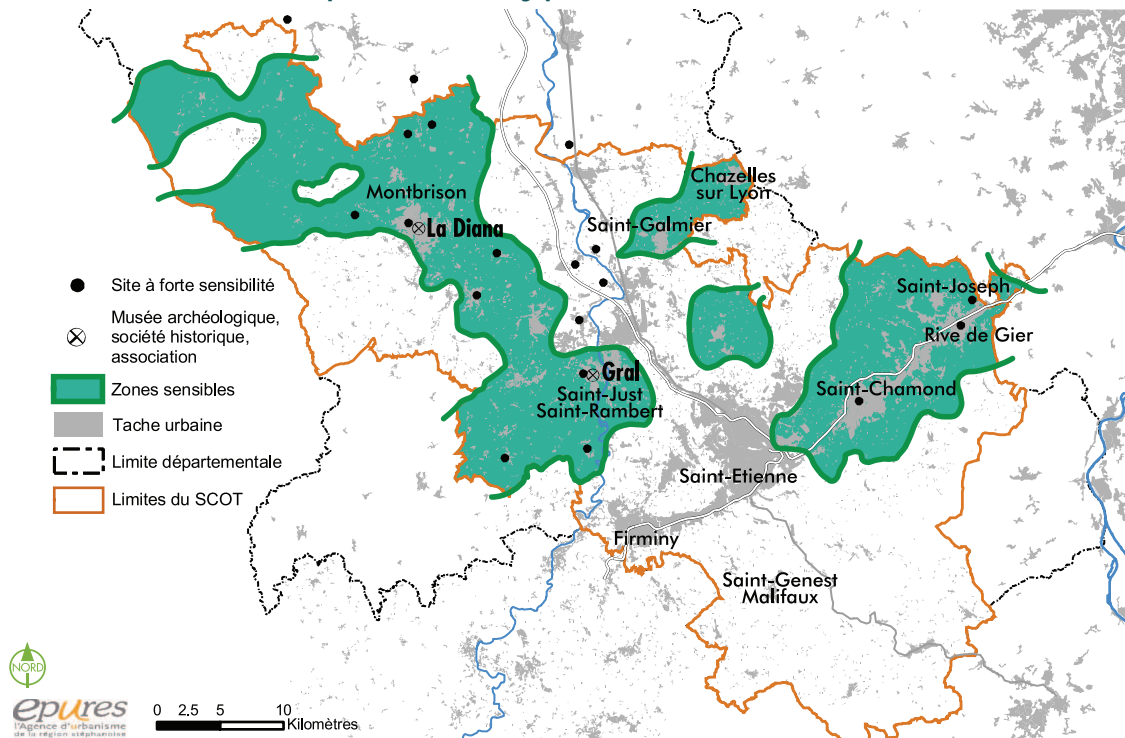 Chazelles
sur Lyon
Montbrison
La Diana
Saint-Galmier
Saint-Joseph
Rive de Gier
Gral
Saint-Just
Saint-Rambert
Saint-Chamond
Saint-Etienne
Firminy
Saint-Genest
Malifaux
Site à forte sensibilité
Musée archéologique,
société historique,
association
Zones sensibles
Tache urbaine
Limite départementale
Limites du SCOT
NORD
epures
l'Agence d'urbanisme
de la région stéphanoise
0 2,5 5 10
Kilomètres